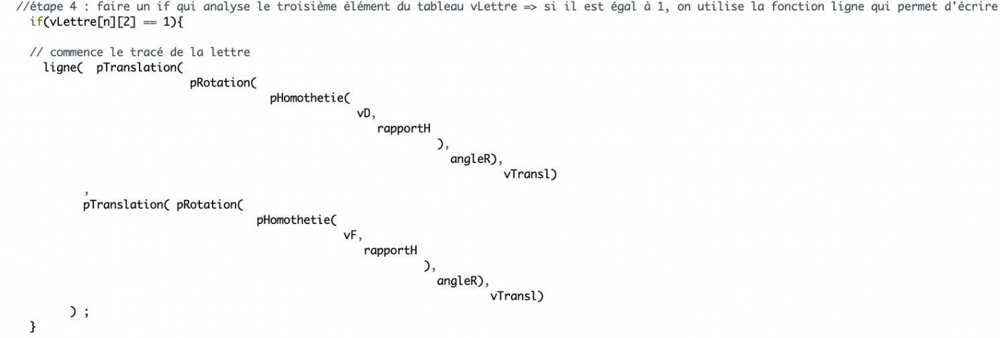 //étape 4 : faire un if qui analyse le troisième élément du tableau vLettre => si il est égal à 1, on utilise la fonction ligne qui permet d'écrire
if(vLettre[n][2] == 1){
// commence le tracé de la lettre
ligne( pTranslation(
pRotation(
pHomothetie(
vD,
rapportH
),
angleR),
vTransl)
,
pTranslation( pRotation(
pHomothetie(
vF,
rapportH
),
angleR),
vTransl)
) ;
}